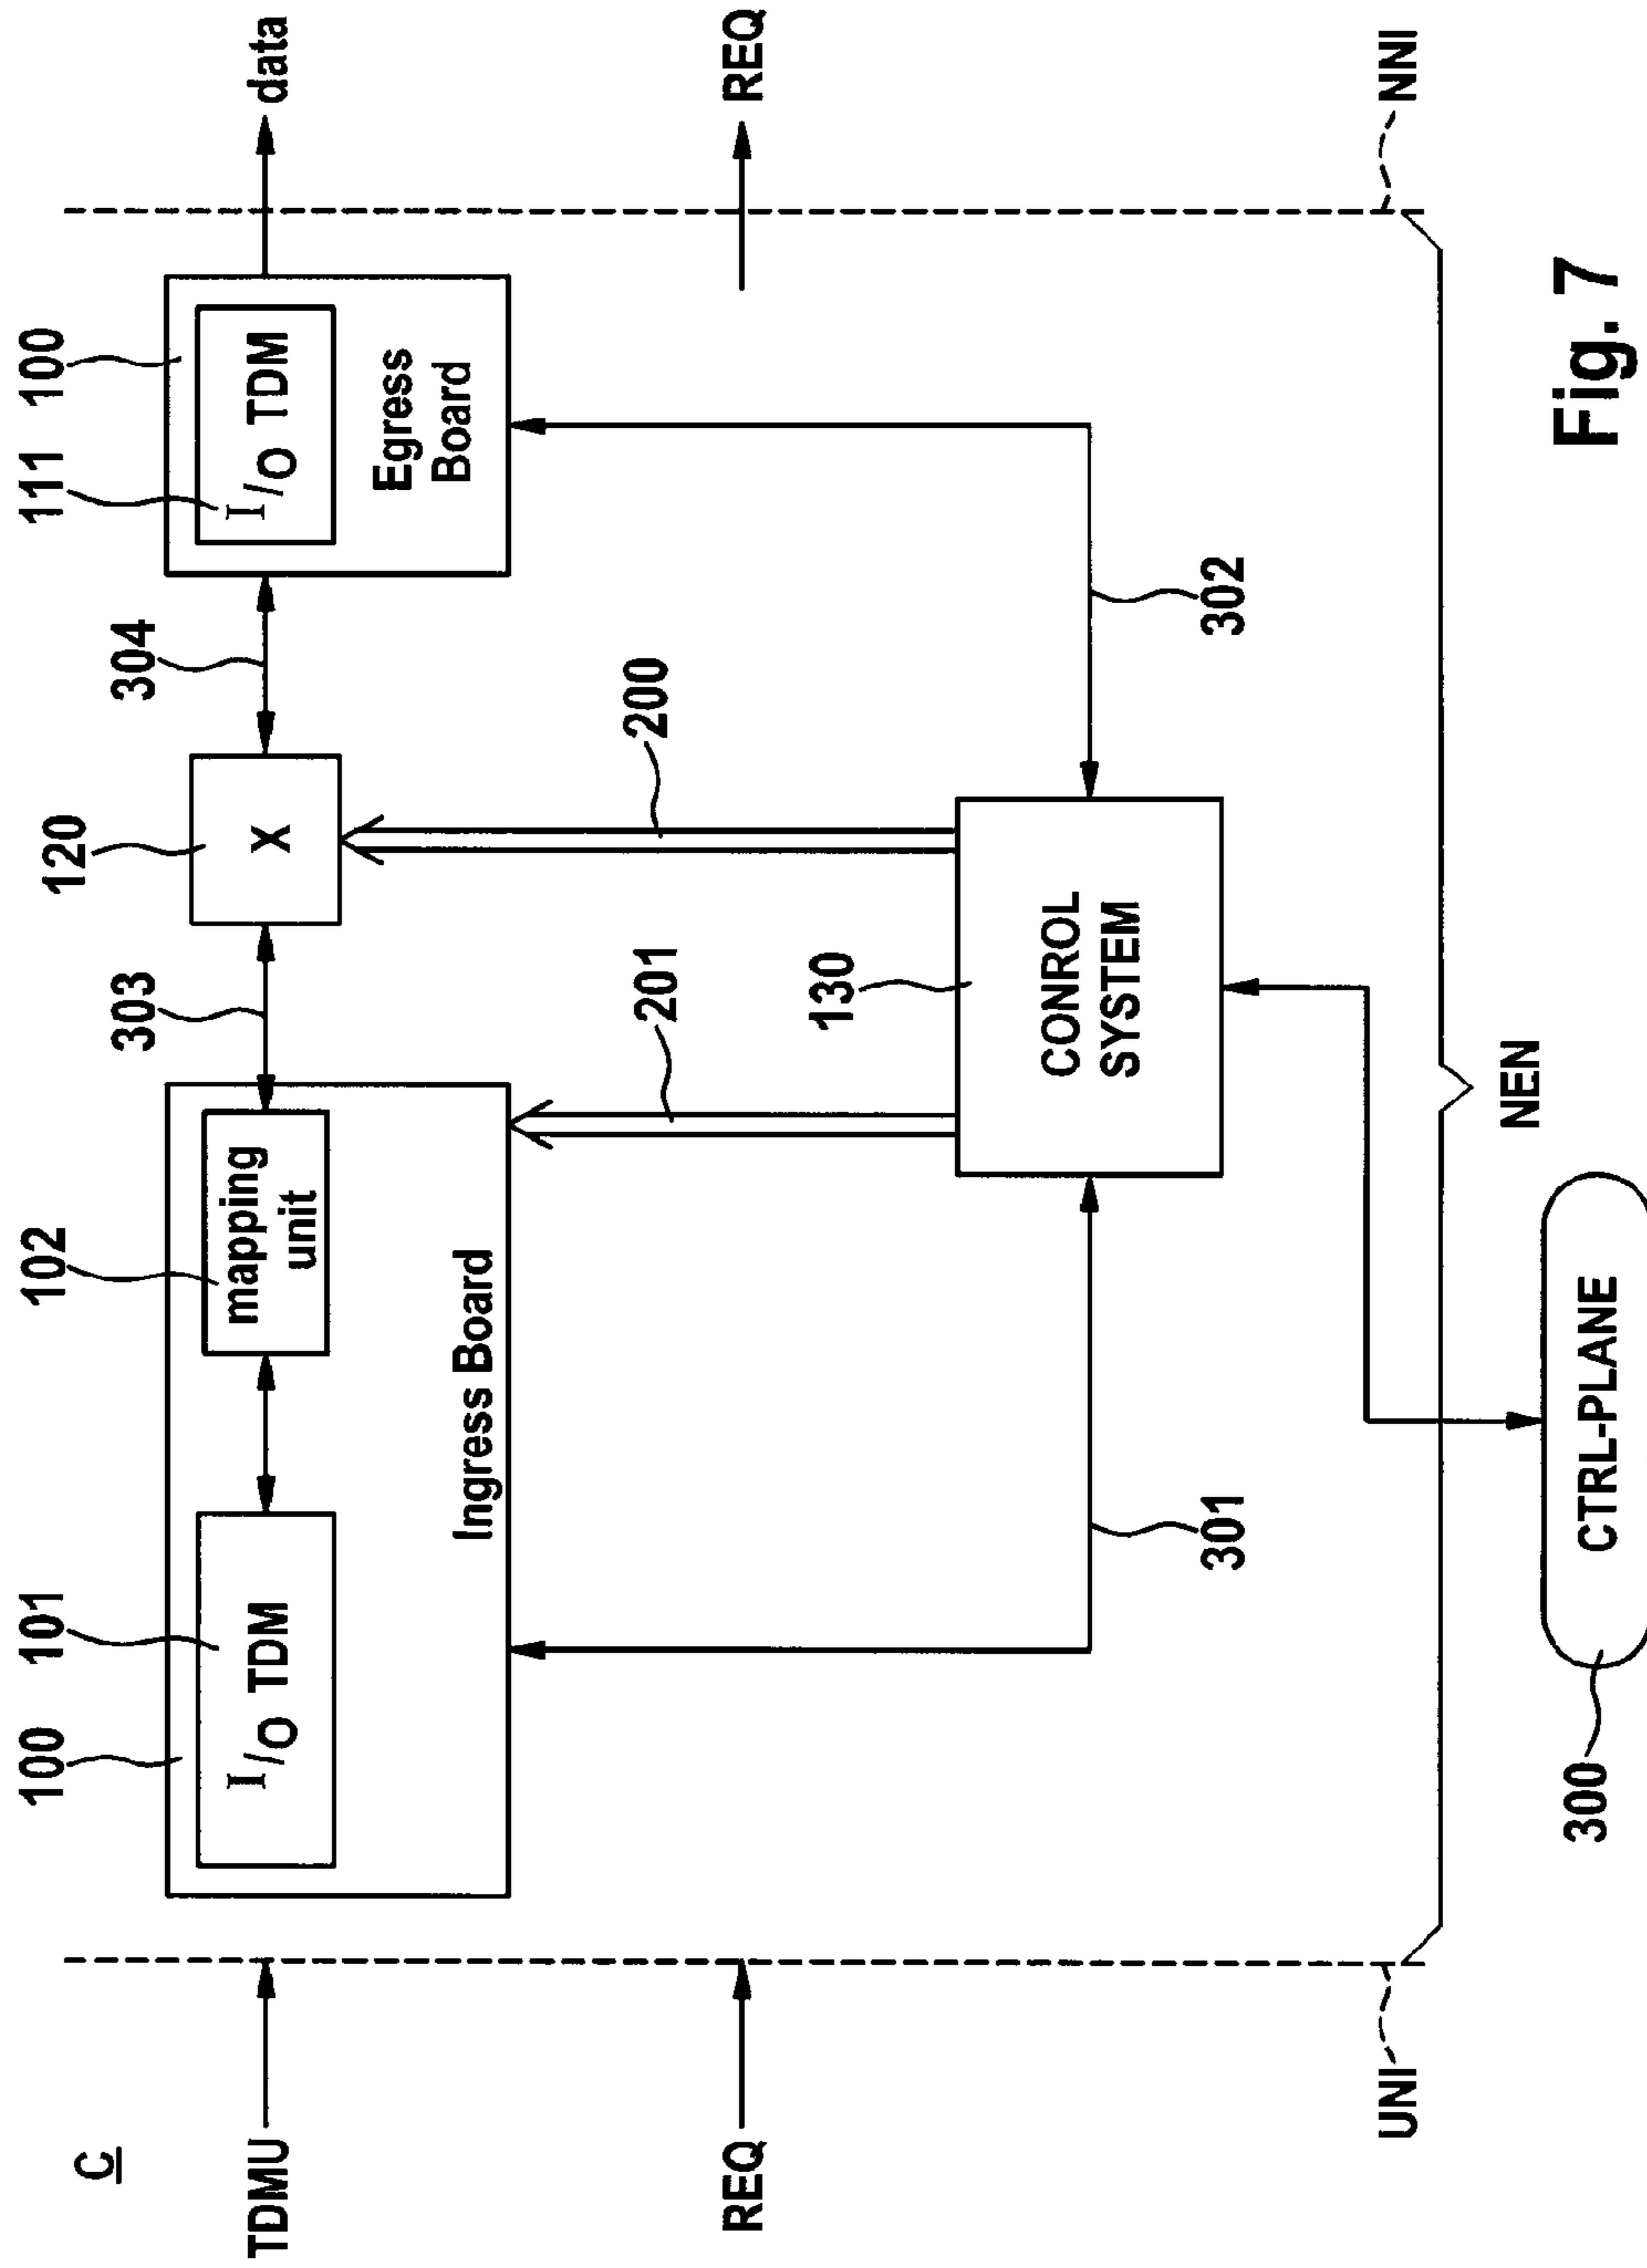 C
100
101
102
303
120
304
111
100
TDMU
I/O TDM
mapping
unit
X
I/O TDM
data
Ingress Board
Egress
Board
201
200
REQ
REQ
130
CONROL
SYSTEM
301
302
UNI
NNI
NEN
300
CTRL-PLANE
Fig. 7